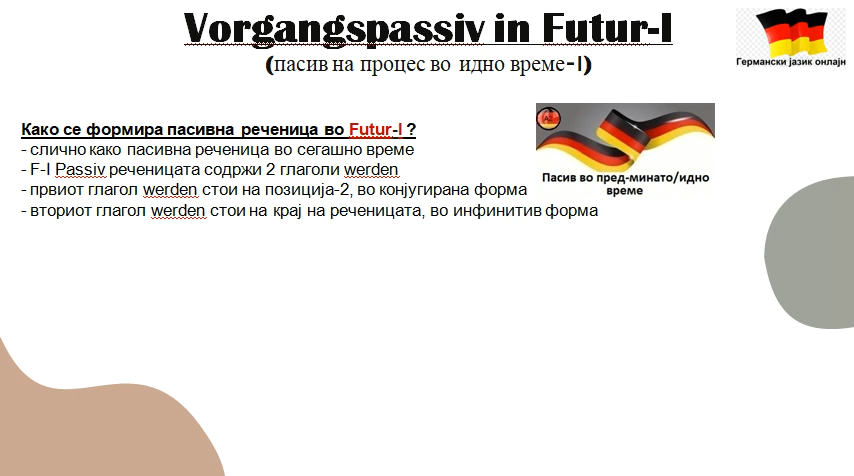 Vorgangspassiv in Futur-I
(пасив на процес во идно време-I)
Германски јазик онлајн
Како се формира пасивна реченица во Futur-I ?
- слично како пасивна реченица во сегашно време
- F-I Passiv реченицата содржи 2 глаголи werden
- првиот глагол werden стои на позиција-2, во конјугирана форма
- вториот глагол werden стои на крај на реченицата, во инфинитив форма
A2
Пасив во пред-минато/идно
време